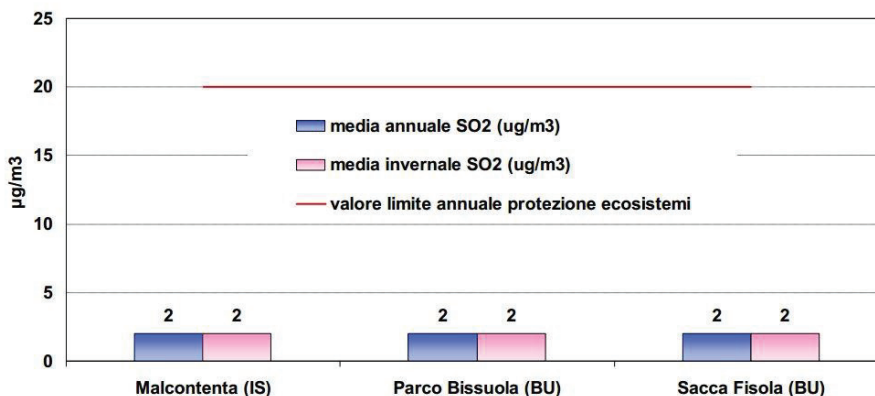 25
20
15
10
5
0
µg/m3
media annuale SO2 (ug/m3)
media invernale SO2 (ug/m3)
valore limite annuale protezione ecosistemi
2 2 2 2 2 2
Malcontenta (IS) Parco Bissuola (BU) Sacca Fisola (BU)